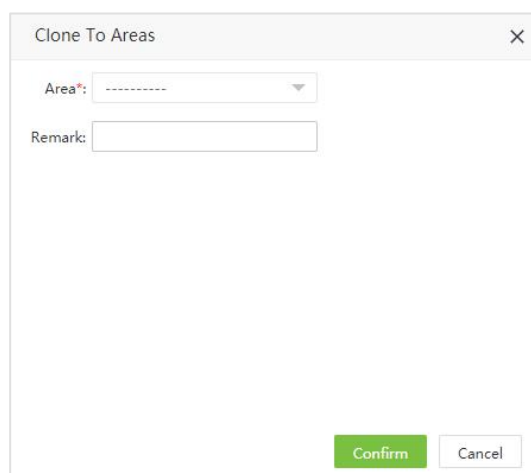 Clone To Areas
Area*: ----------
Remark:
Confirm Cancel